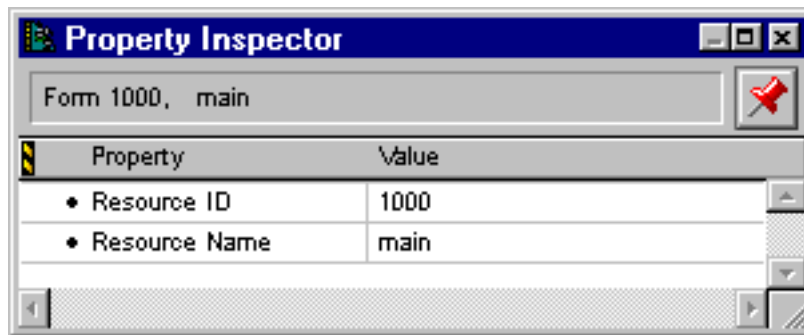 Property Inspector
Form 1000, main
Property Value
Resource ID 1000
Resource Name main